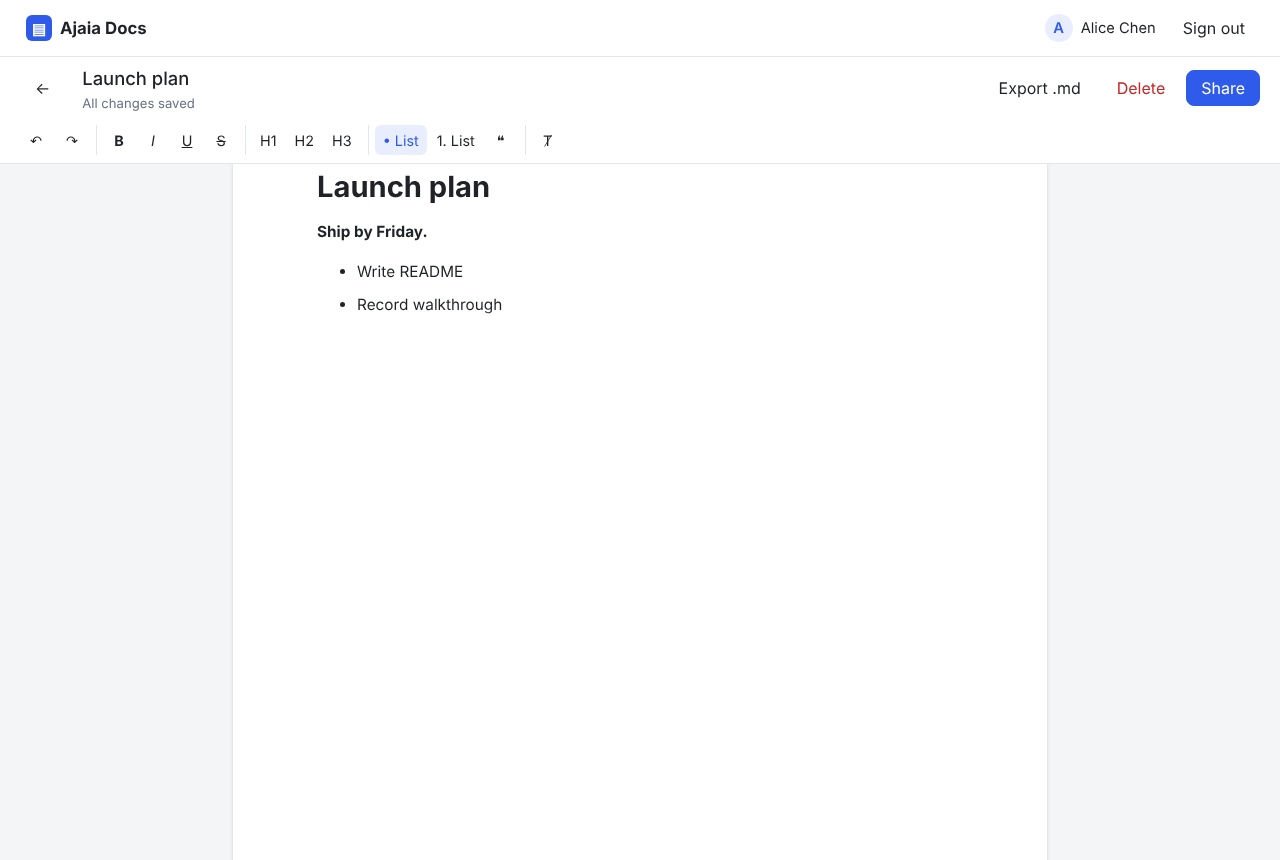 ▤ Ajaia Docs
A Alice Chen Sign out
← Launch plan
All changes saved
Export .md Delete Share
↶ ↷ B I U S H1 H2 H3 • List 1. List ❝ T̸
Launch plan
Ship by Friday.
• Write README
• Record walkthrough